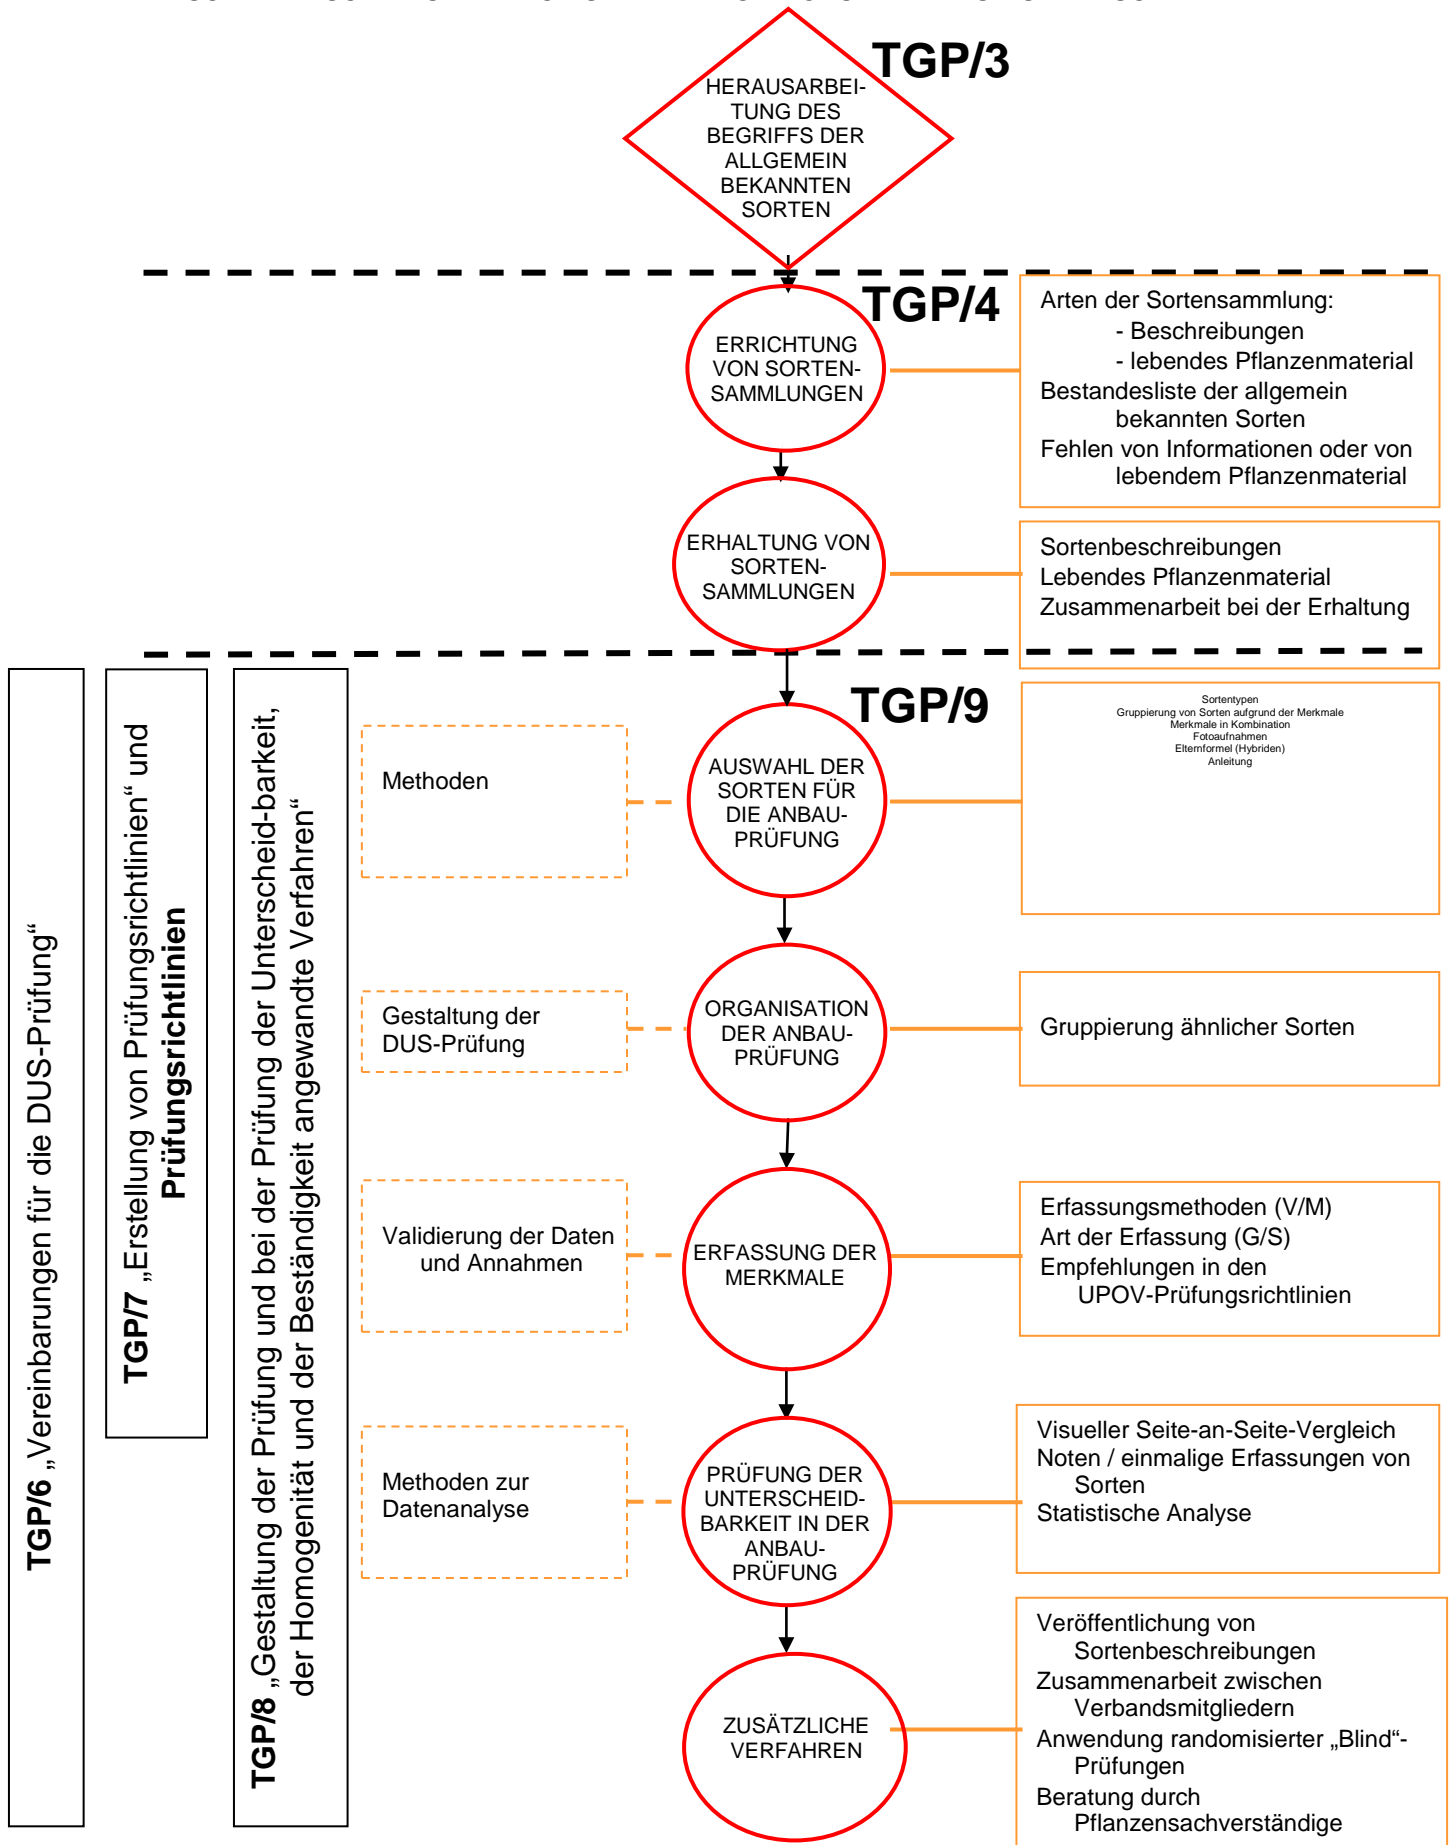 TGP/3
HERAUSARBEI-
TUNG DES
BEGRIFFS DER
ALLGEMEIN
BEKANNTEN
SORTEN
TGP/4
ERRICHTUNG
VON SORTEN-
SAMMLUNGEN
Arten der Sortensammlung:
- Beschreibungen
- lebendes Pflanzenmaterial
Bestandesliste der allgemein
bekannten Sorten
Fehlen von Informationen oder von
lebendem Pflanzenmaterial
ERHALTUNG VON
SORTEN-
SAMMLUNGEN
Sortenbeschreibungen
Lebendes Pflanzenmaterial
Zusammenarbeit bei der Erhaltung
TGP/6 „Vereinbarungen für die DUS-Prüfung“
TGP/7 „Erstellung von Prüfungsrichtlinien“ und
Prüfungsrichtlinien
TGP/8 „Gestaltung der Prüfung und bei der Prüfung der Unterscheid-barkeit,
der Homogenität und der Beständigkeit angewandte Verfahren“
TGP/9
Methoden
AUSWAHL DER
SORTEN FÜR
DIE ANBAU-
PRÜFUNG
Sortentypen
Gruppierung von Sorten aufgrund der Merkmale
Merkmale in Kombination
Fotoaufnahmen
Elternformel (Hybriden)
Anleitung
Gestaltung der
DUS-Prüfung
ORGANISATION
DER ANBAU-
PRÜFUNG
Gruppierung ähnlicher Sorten
Validierung der Daten
und Annahmen
ERFASSUNG DER
MERKMALE
Erfassungsmethoden (V/M)
Art der Erfassung (G/S)
Empfehlungen in den
UPOV-Prüfungsrichtlinien
Methoden zur
Datenanalyse
PRÜFUNG DER
UNTERSCHEID-
BARKEIT IN DER
ANBAU-
PRÜFUNG
Visueller Seite-an-Seite-Vergleich
Noten / einmalige Erfassungen von
Sorten
Statistische Analyse
ZUSÄTZLICHE
VERFAHREN
Veröffentlichung von
Sortenbeschreibungen
Zusammenarbeit zwischen
Verbandsmitgliedern
Anwendung randomisierter „Blind“-
Prüfungen
Beratung durch
Pflanzensachverständige